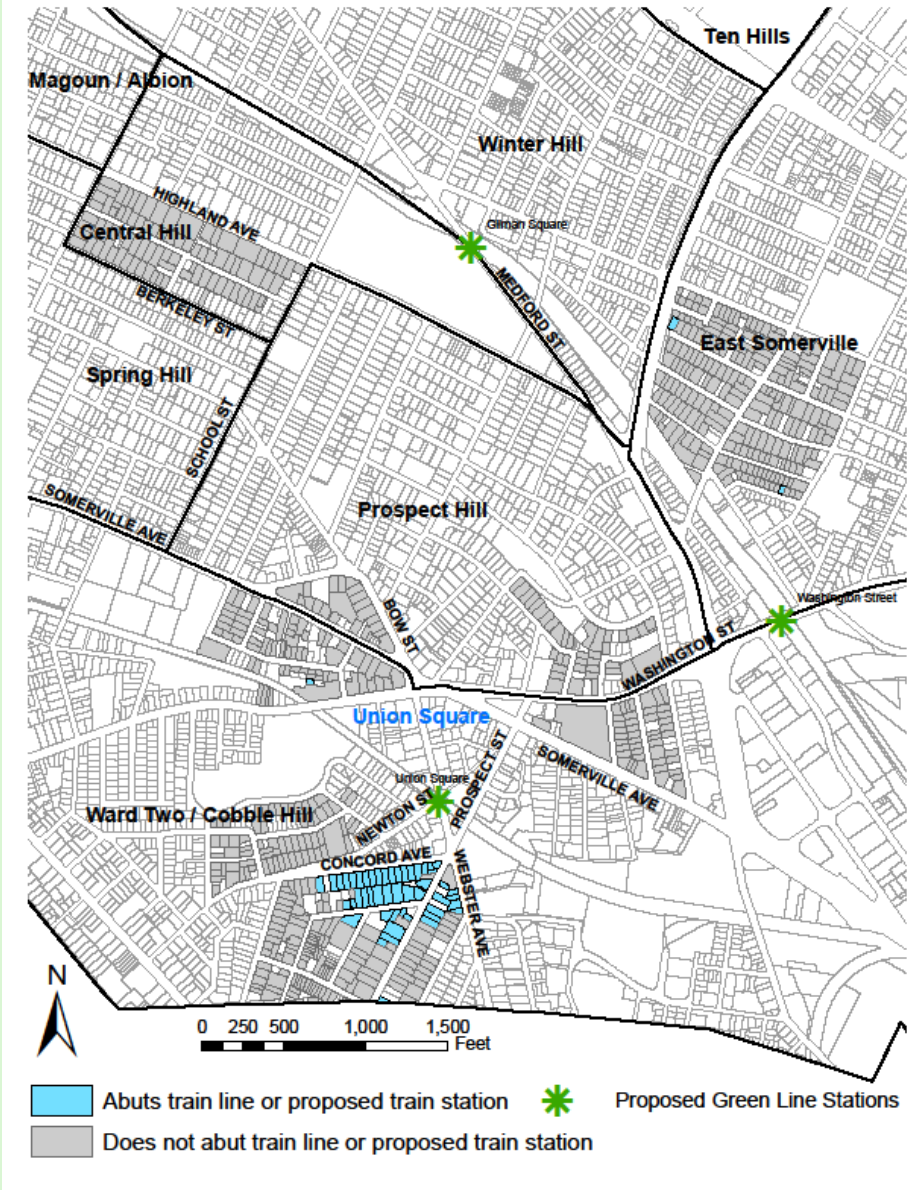 Ten Hills
Magoun / Albion
Winter Hill
HIGHLAND AVE
Gilman Square
Central Hill
MEDFORD ST
BERKELEY ST
East Somerville
Spring Hill
SCHOOL ST
SOMERVILLE AVE
Prospect Hill
Washington Street
BOW ST
WASHINGTON ST
Union Square
SOMERVILLE AVE
PROSPECT ST
Union Square
Ward Two / Cobble Hill
NEWTON ST
CONCORD AVE
WEBSTER AVE
N
0 250 500 1,000 1,500
Feet
Abuts train line or proposed train station
Proposed Green Line Stations
Does not abut train line or proposed train station